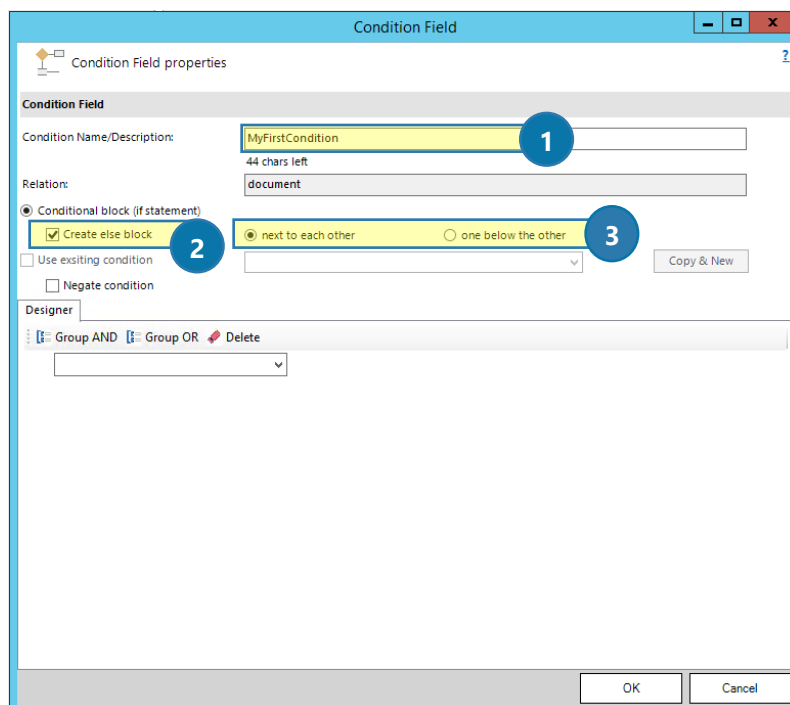 Condition Field
x
Condition Field properties
?
Condition Field
Condition Name/Description:
MyFirstCondition
1
44 chars left
Relation:
document
Conditional block (if statement)
Create else block
2
next to each other
one below the other
3
Use exsiting condition
Copy & New
Negate condition
Designer
Group AND Group OR Delete
OK Cancel